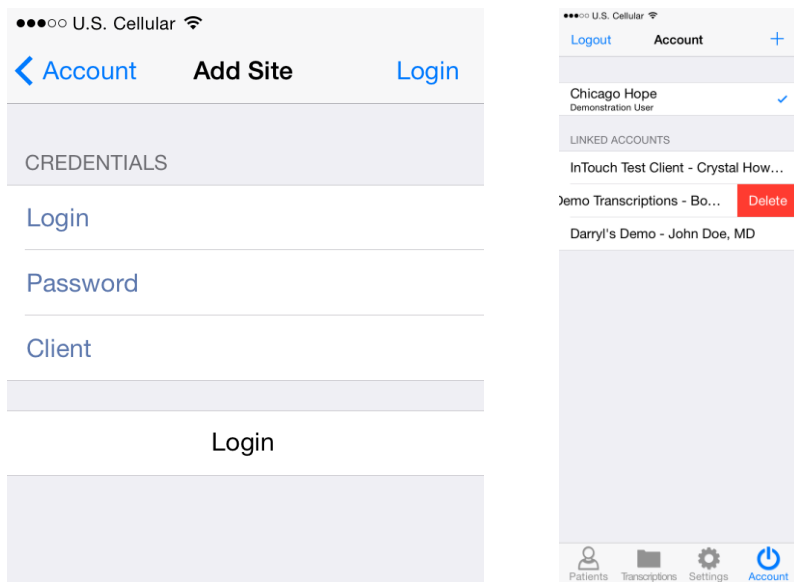 U.S. Cellular
Account Add Site Login
CREDENTIALS
Login
Password
Client
Login
U.S. Cellular
Logout Account +
Chicago Hope
Demonstration User
LINKED ACCOUNTS
InTouch Test Client - Crystal How...
Demo Transcriptions - Bo... Delete
Darryl's Demo - John Doe, MD
Patients Transcriptions Settings Account